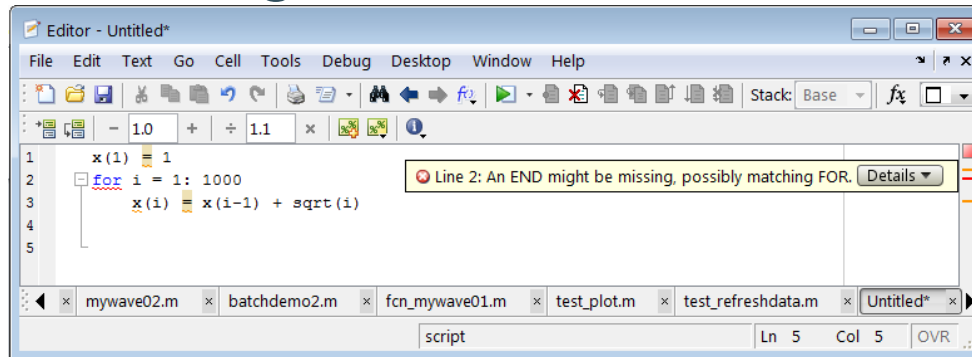 Editor - Untitled*
File Edit Text Go Cell Tools Debug Desktop Window Help
Stack: Base fx
- 1.0 + ÷ 1.1 ×
1 x(1) = 1
2 for i = 1: 1000
Line 2: An END might be missing, possibly matching FOR. Details
3 x(i) = x(i-1) + sqrt(i)
4
5
mywave02.m × batchdemo2.m × fcn_mywave01.m × test_plot.m × test_refreshdata.m × Untitled* ×
script Ln 5 Col 5 OVR